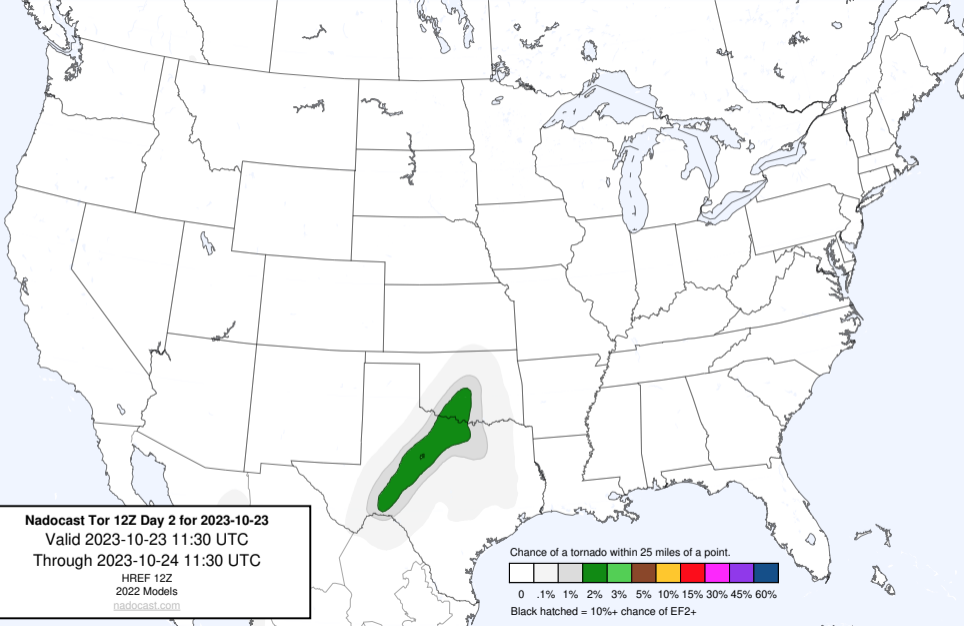 Nadocast Tor 12Z Day 2 for 2023-10-23
Valid 2023-10-23 11:30 UTC
Through 2023-10-24 11:30 UTC
HREF 12Z
2022 Models
nadocast.com
Chance of a tornado within 25 miles of a point.
0 .1% 1% 2% 3% 5% 10% 15% 30% 45% 60%
Black hatched = 10%+ chance of EF2+